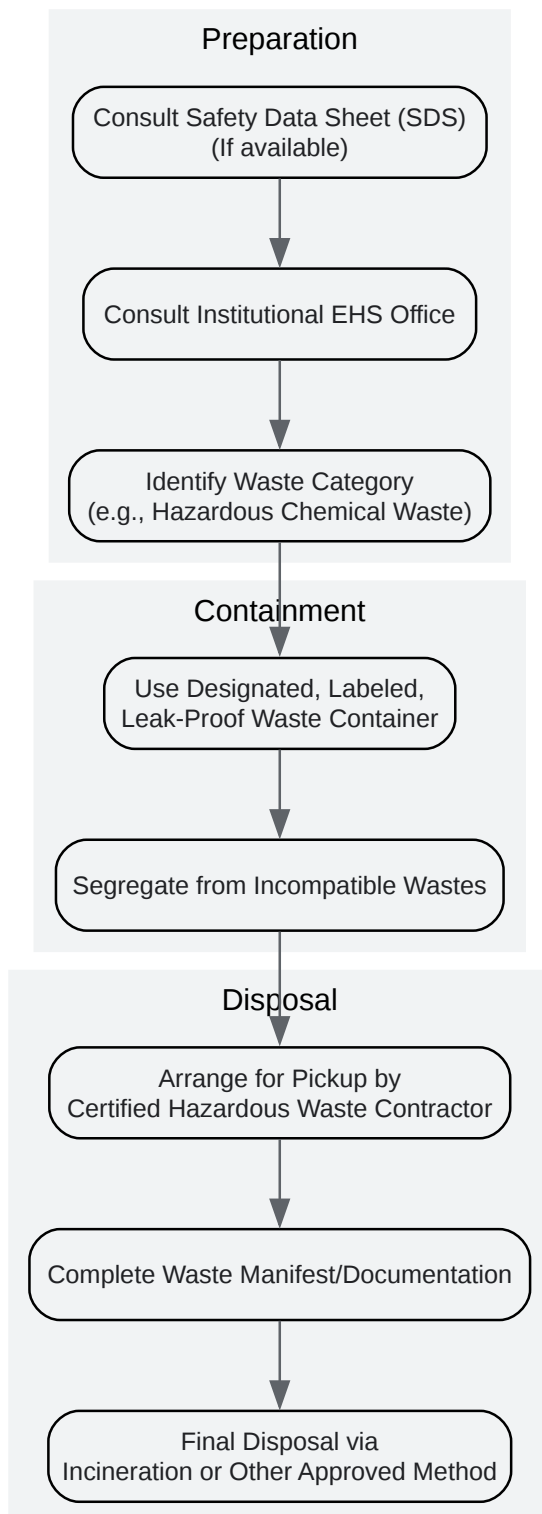 Preparation
Consult Safety Data Sheet (SDS)
(If available)
Consult Institutional EHS Office
Identify Waste Category
(e.g., Hazardous Chemical Waste)
Containment
Use Designated, Labeled,
Leak-Proof Waste Container
Segregate from Incompatible Wastes
Disposal
Arrange for Pickup by
Certified Hazardous Waste Contractor
Complete Waste Manifest/Documentation
Final Disposal via
Incineration or Other Approved Method